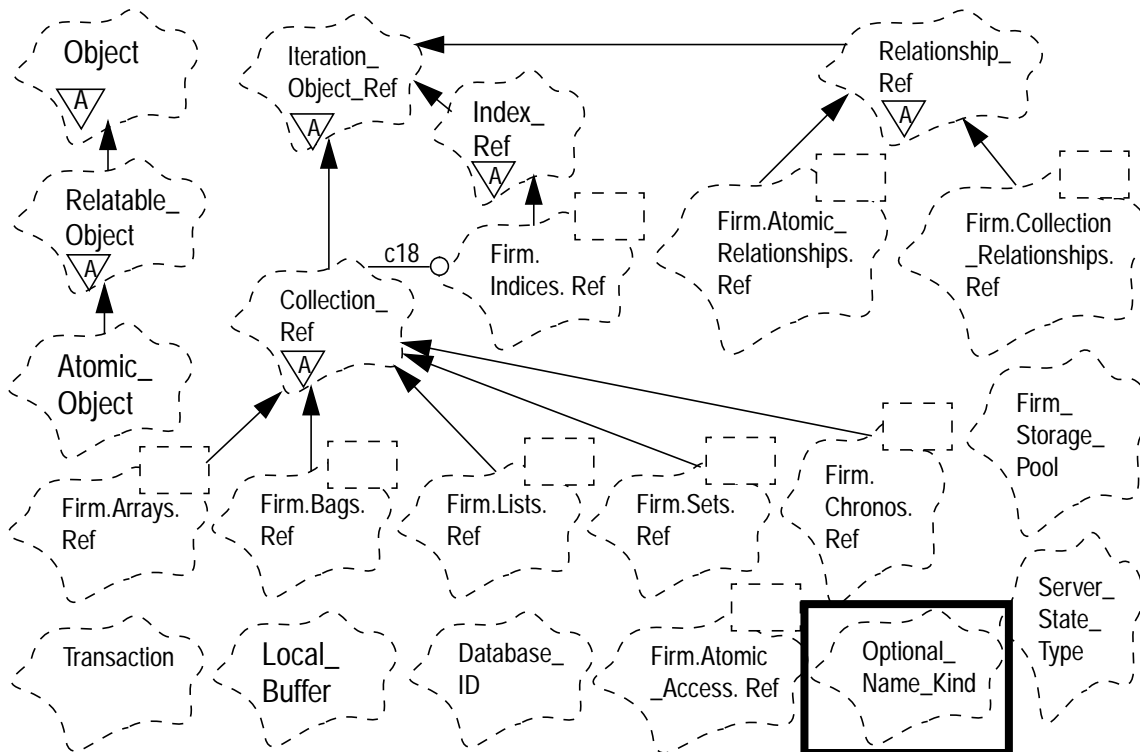 Object
A
Iteration_
Object_Ref
A
Relationship_
Ref
A
Index_
Ref
A
Relatable_
Object
A
Firm.Atomic_
Relationships.
Ref
Firm.Collection
_Relationships.
Ref
c18
Firm.
Indices. Ref
Collection_
Ref
A
Atomic_
Object
Firm_
Storage_
Pool
Firm.Arrays.
Ref
Firm.Bags.
Ref
Firm.Lists.
Ref
Firm.Sets.
Ref
Firm.
Chronos.
Ref
Server_
State_
Type
Transaction
Local_
Buffer
Database_
ID
Firm.Atomic
_Access. Ref
Optional_
Name_Kind